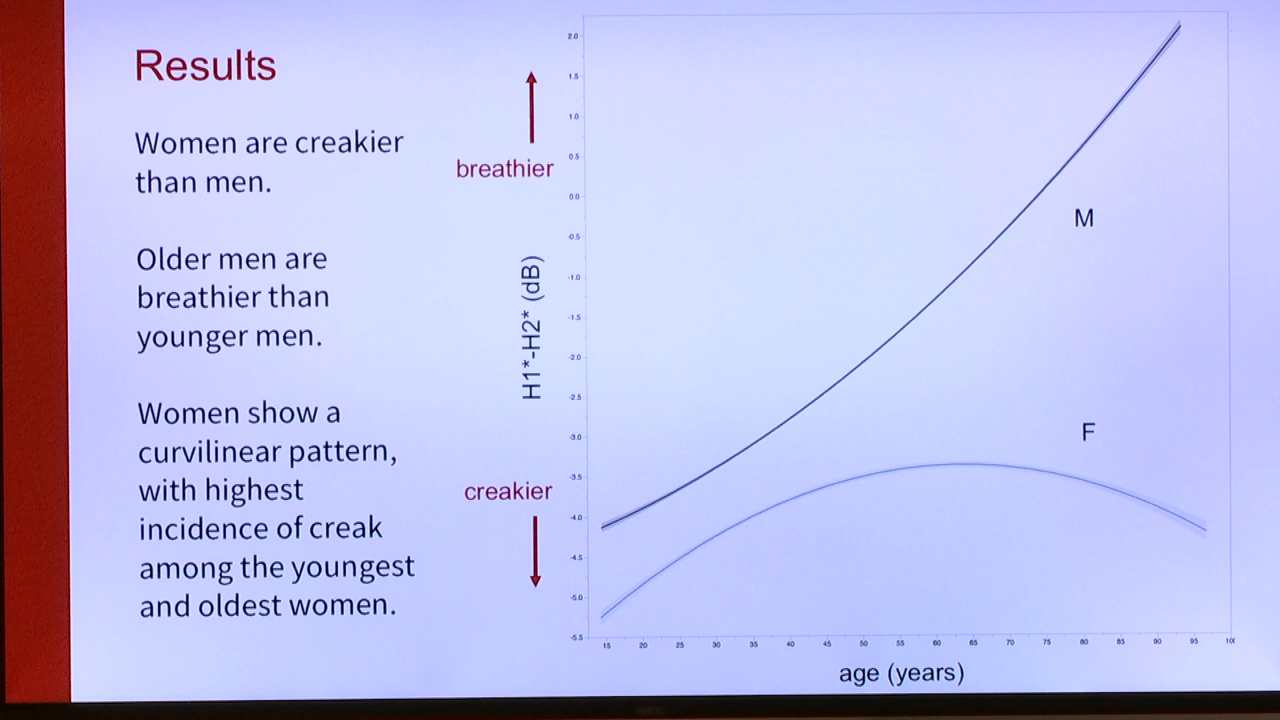 Results
Women are creakier
than men.
Older men are
breathier than
younger men.
Women show a
curvilinear pattern,
with highest
incidence of creak
among the youngest
and oldest women.
breathier
creakier
H1*-H2* (dB)
2.0
1.5
1.0
0.5
0.0
-0.5
-1.0
-1.5
-2.0
-2.5
-3.0
-3.5
-4.0
-4.5
-5.0
-5.5
M
F
15 20 25 30 35 40 45 50 55 60 65 70 75 80 85 90 95
age (years)